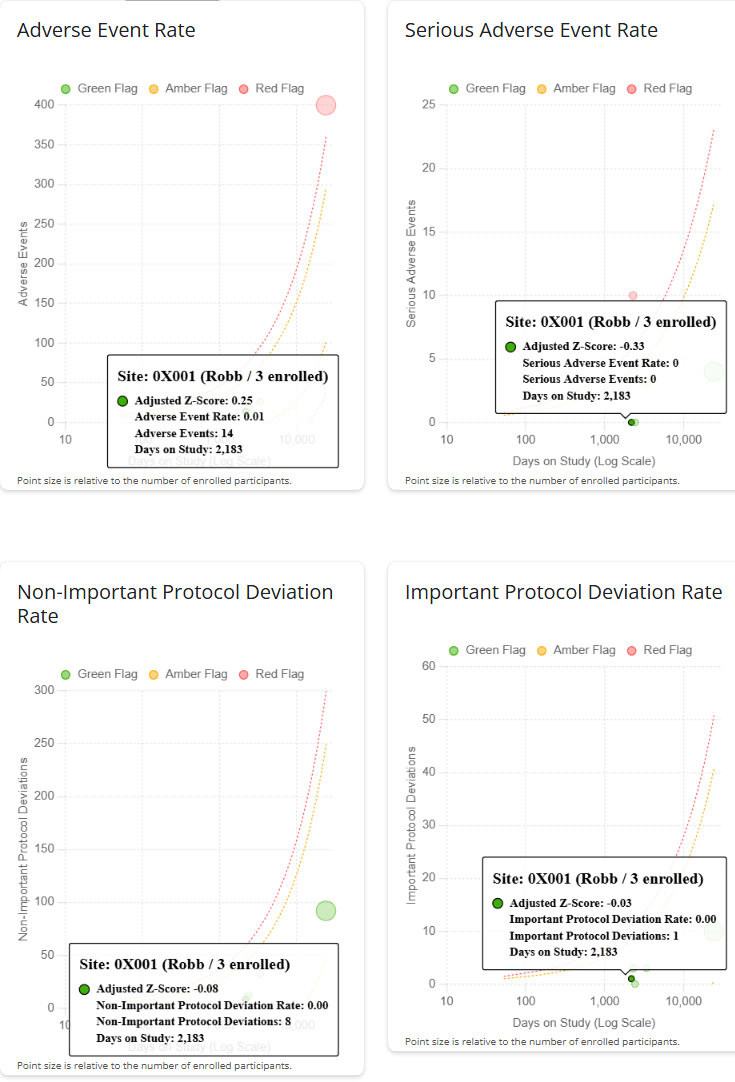 Adverse Event Rate
Green Flag Amber Flag Red Flag
400
350
300
250
200
150
100
50
0
Adverse Events
10 10,000
Days on Study (Log Scale)
Site: 0X001 (Robb / 3 enrolled)
Adjusted Z-Score: 0.25
Adverse Event Rate: 0.01
Adverse Events: 14
Days on Study: 2,183
Point size is relative to the number of enrolled participants.
Serious Adverse Event Rate
Green Flag Amber Flag Red Flag
25
20
15
10
5
0
Serious Adverse Events
Site: 0X001 (Robb / 3 enrolled)
Adjusted Z-Score: -0.33
Serious Adverse Event Rate: 0
Serious Adverse Events: 0
Days on Study: 2,183
10 100 1,000 10,000
Days on Study (Log Scale)
Point size is relative to the number of enrolled participants.
Non-Important Protocol Deviation
Rate
Green Flag Amber Flag Red Flag
300
250
200
150
100
50
0
Non-Important Protocol Deviations
Site: 0X001 (Robb / 3 enrolled)
Adjusted Z-Score: -0.08
Non-Important Protocol Deviation Rate: 0.00
Non-Important Protocol Deviations: 8
Days on Study: 2,183
Days on Study (Log Scale)
Point size is relative to the number of enrolled participants.
Important Protocol Deviation Rate
Green Flag Amber Flag Red Flag
60
50
40
30
20
10
0
Important Protocol Deviations
Site: 0X001 (Robb / 3 enrolled)
Adjusted Z-Score: -0.03
Important Protocol Deviation Rate: 0.00
Important Protocol Deviations: 1
Days on Study: 2,183
10 100 1,000 10,000
Days on Study (Log Scale)
Point size is relative to the number of enrolled participants.